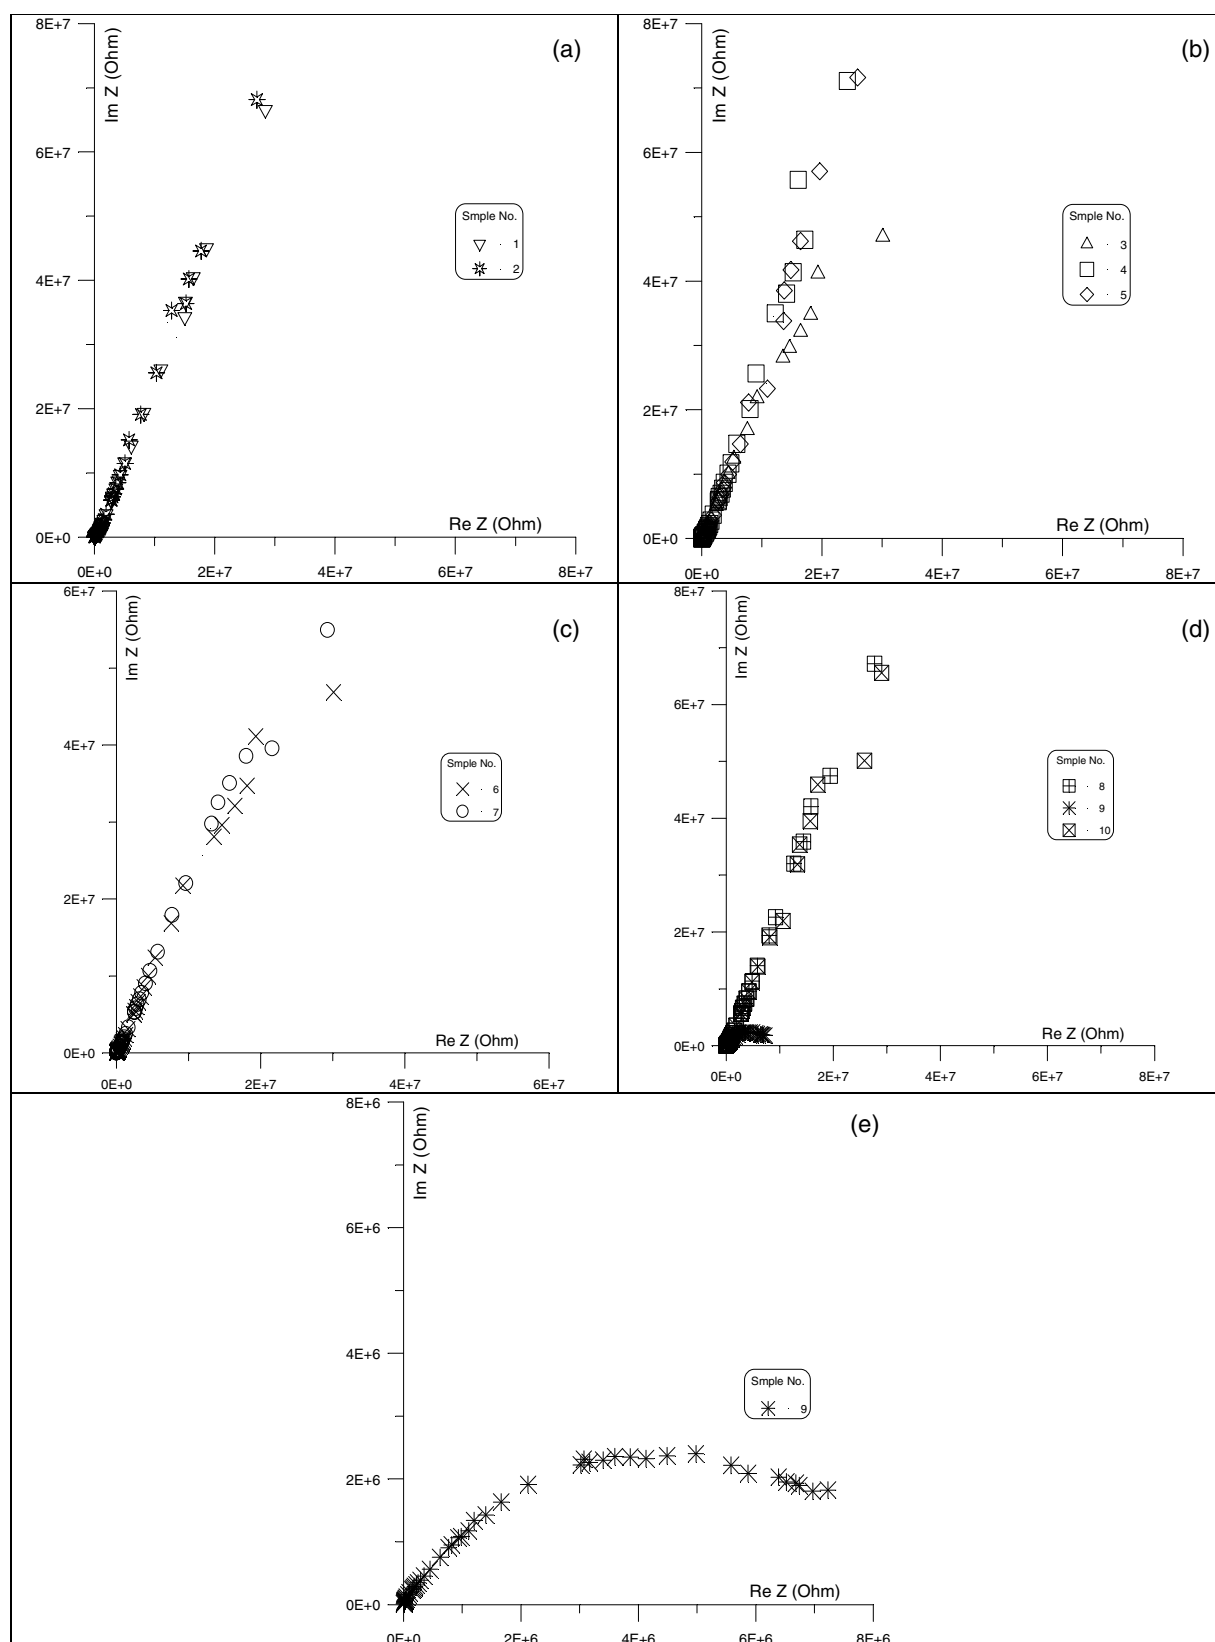 8E+7
Im Z (Ohm)
(a)
6E+7
Smple No.
1
2
4E+7
2E+7
Re Z (Ohm)
0E+0
0E+0 2E+7 4E+7 6E+7 8E+7
8E+7
Im Z (Ohm)
(b)
6E+7
Smple No.
3
4
5
4E+7
2E+7
Re Z (Ohm)
0E+0
0E+0 2E+7 4E+7 6E+7 8E+7
6E+7
Im Z (Ohm)
(c)
4E+7
Smple No.
6
7
2E+7
Re Z (Ohm)
0E+0
0E+0 2E+7 4E+7 6E+7
8E+7
Im Z (Ohm)
(d)
6E+7
Smple No.
8
9
10
4E+7
2E+7
Re Z (Ohm)
0E+0
0E+0 2E+7 4E+7 6E+7 8E+7
8E+6
Im Z (Ohm)
(e)
6E+6
4E+6
Smple No.
9
2E+6
Re Z (Ohm)
0E+0
0E+0 2E+6 4E+6 6E+6 8E+6